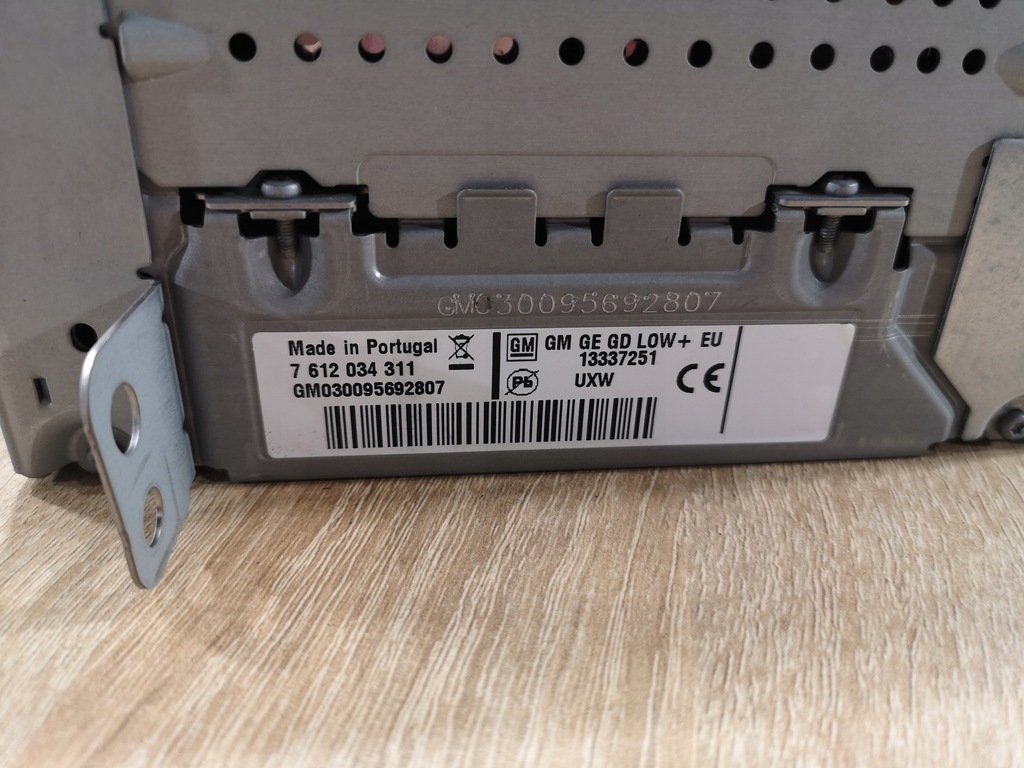 GM030095692807
Made in Portugal
7 612 034 311
GM030095692807
GM GM GE GD LOW+ EU
13337251
Pb UXW
CE